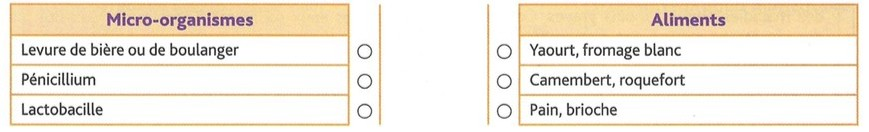 Micro-organismes Aliments
Levure de bière ou de boulanger Yaourt, fromage blanc
Pénicillium Camembert, roquefort
Lactobacille Pain, brioche